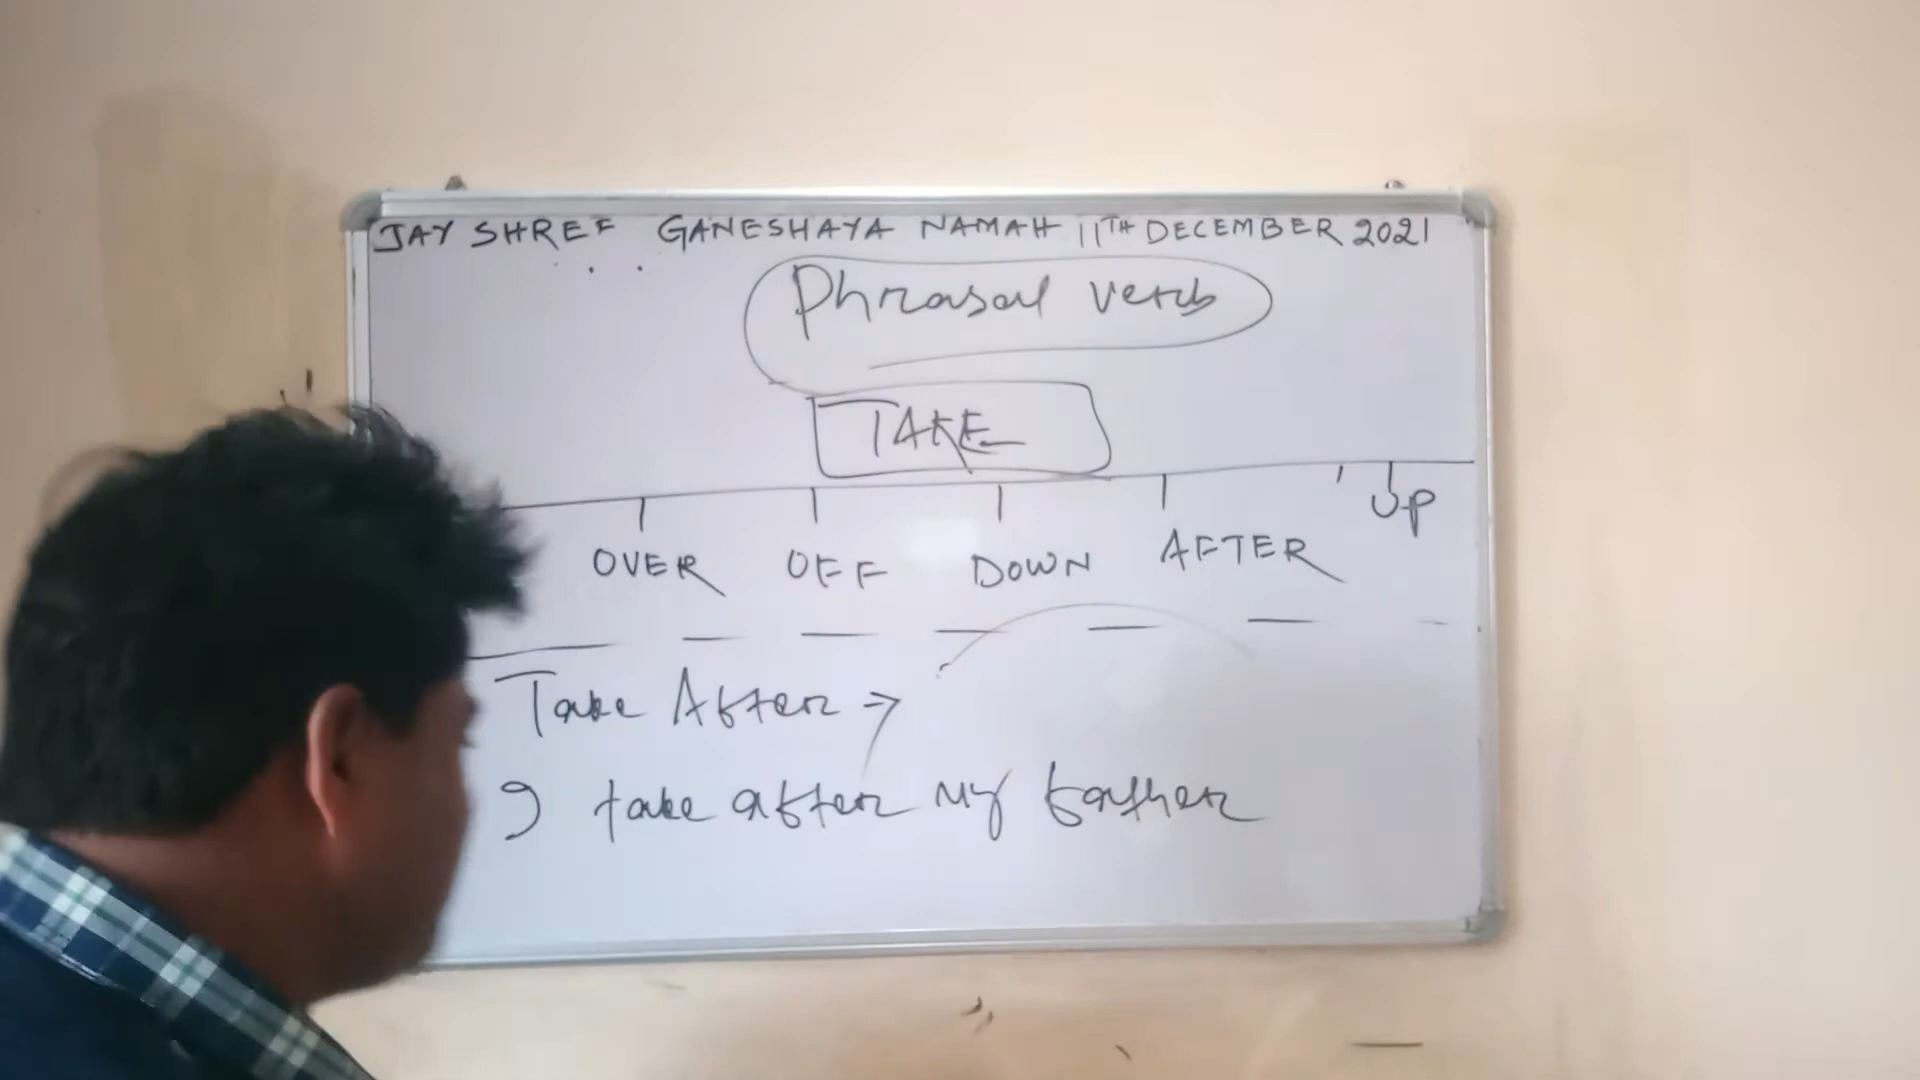 JAY SHREE GANESHAYA NAMAH 11TH DECEMBER 2021
Phrasal verb
TAKE
OVER OFF DOWN AFTER UP
Take After →
I take after my father